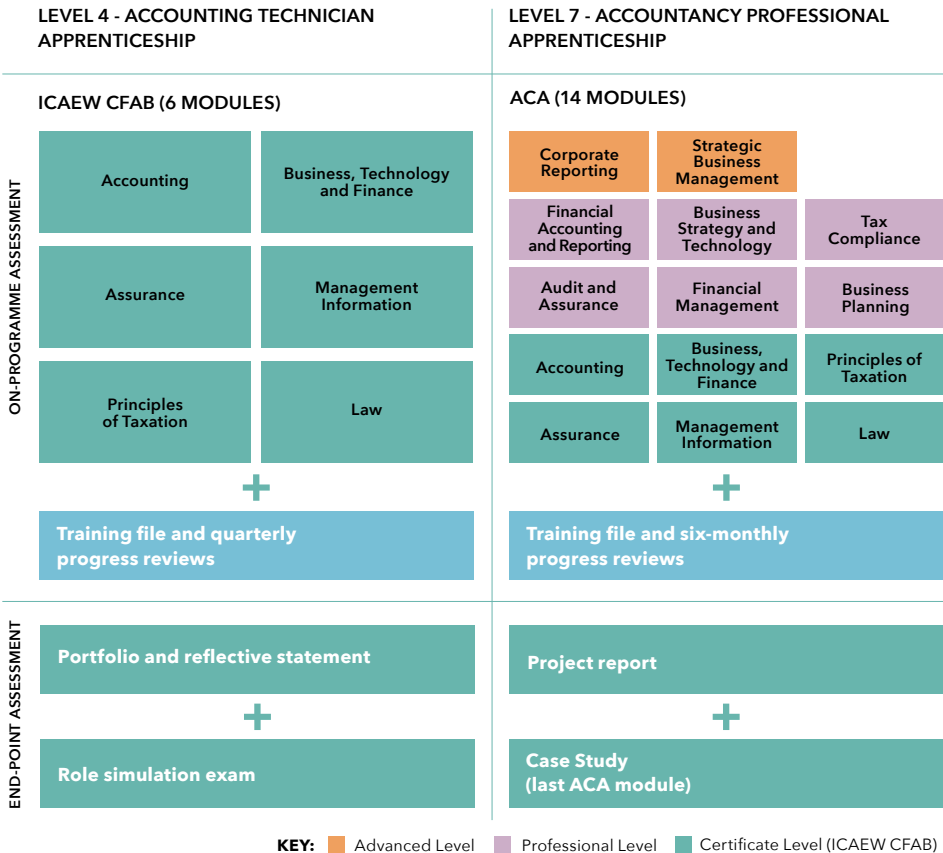 LEVEL 4 - ACCOUNTING TECHNICIAN
APPRENTICESHIP
LEVEL 7 - ACCOUNTANCY PROFESSIONAL
APPRENTICESHIP
ON-PROGRAMME ASSESSMENT
ICAEW CFAB (6 MODULES)
Accounting
Business, Technology
and Finance
Assurance
Management
Information
Principles
of Taxation
Law
+
Training file and quarterly
progress reviews
ACA (14 MODULES)
Corporate
Reporting
Strategic
Business
Management
Financial
Accounting
and Reporting
Business
Strategy and
Technology
Tax
Compliance
Audit and
Assurance
Financial
Management
Business
Planning
Accounting
Business,
Technology and
Finance
Principles of
Taxation
Assurance
Management
Information
Law
+
Training file and six-monthly
progress reviews
END-POINT ASSESSMENT
Portfolio and reflective statement
+
Role simulation exam
Project report
+
Case Study
(last ACA module)
KEY: Advanced Level Professional Level Certificate Level (ICAEW CFAB)